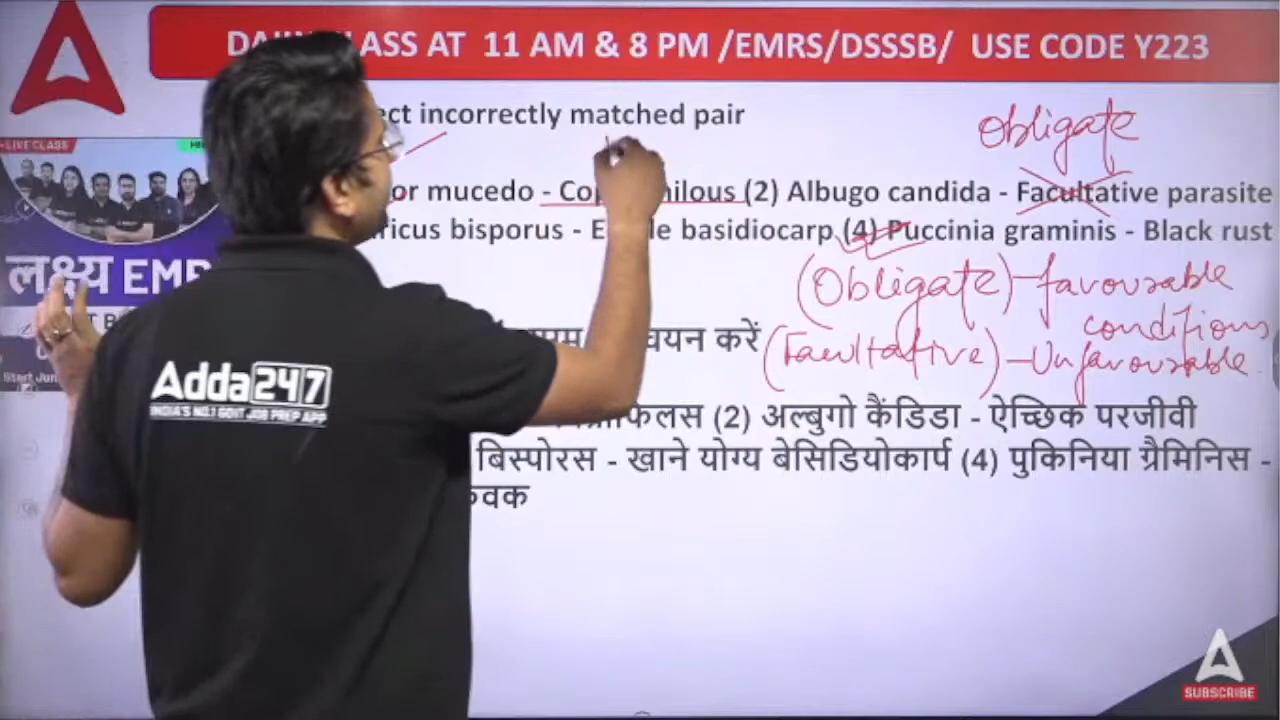 DAILY CLASS AT 11 AM & 8 PM /EMRS/DSSSB/ USE CODE Y223
ect incorrectly matched pair
Obligate
LIVE CLASS
or mucedo - Cop hilous (2) Albugo candida - Facultative parasite
ricus bisporus - E le basidiocarp (4) Puccinia graminis - Black rust
लक्ष्य EMR
(Obligate) - favourable
conditions
(Facultative) - Unfavourable.
चयन करें
Adda247
INDIA'S NO.1 GOVT JOB PREP APP
फिलस (2) अल्बुगो कैंडिडा - ऐच्छिक परजीवी
बिस्पोरस - खाने योग्य बेसिडियोकार्प (4) पुकिनिया ग्रैमिनिस -
वक
SUBSCRIBE